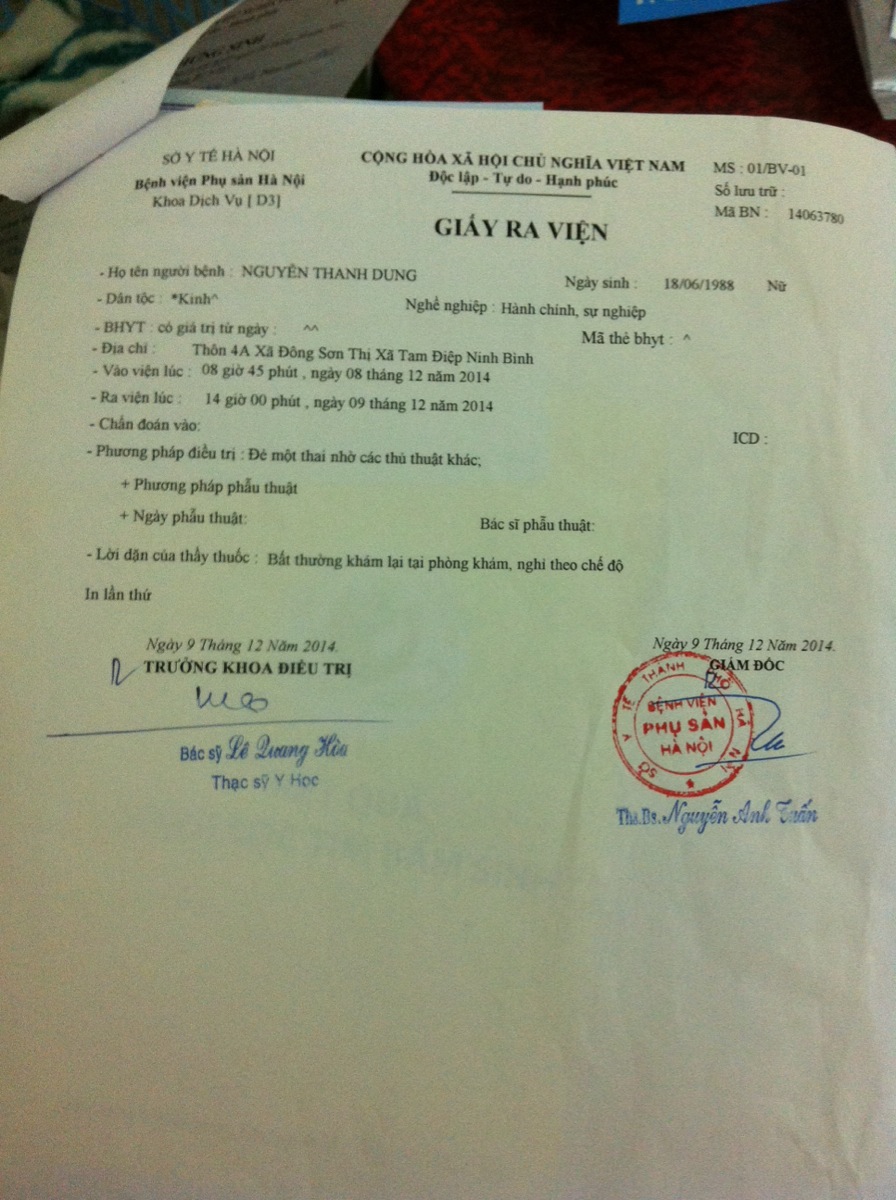 SỞ Y TẾ HÀ NỘI
Bệnh viện Phụ sản Hà Nội
Khoa Dịch Vụ [ D3]
CỘNG HÒA XÃ HỘI CHỦ NGHĨA VIỆT NAM
Độc lập - Tự do - Hạnh phúc
MS : 01/BV-01
Số lưu trữ :
Mã BN : 14063780
GIẤY RA VIỆN
- Họ tên người bệnh : NGUYỄN THANH DUNG
Ngày sinh : 18/06/1988 Nữ
- Dân tộc : *Kinh^
Nghề nghiệp : Hành chính, sự nghiệp
- BHYT : có giá trị từ ngày : ^^
Mã thẻ bhyt : ^
- Địa chỉ : Thôn 4A Xã Đông Sơn Thị Xã Tam Điệp Ninh Bình
- Vào viện lúc : 08 giờ 45 phút , ngày 08 tháng 12 năm 2014
- Ra viện lúc : 14 giờ 00 phút , ngày 09 tháng 12 năm 2014
- Chẩn đoán vào:
ICD :
- Phương pháp điều trị : Đẻ một thai nhờ các thủ thuật khác;
+ Phương pháp phẫu thuật
+ Ngày phẫu thuật:
Bác sĩ phẫu thuật:
- Lời dặn của thầy thuốc : Bất thường khám lại tại phòng khám, nghỉ theo chế độ
In lần thứ
Ngày 9 Tháng 12 Năm 2014.
TRƯỞNG KHOA ĐIỀU TRỊ
Bác sỹ Lê Quang Hòa
Thạc sỹ Y Học
Ngày 9 Tháng 12 Năm 2014.
GIÁM ĐỐC
SỞ Y TẾ THÀNH PHỐ HÀ NỘI
BỆNH VIỆN
PHỤ SẢN
HÀ NỘI
Ths.Bs. Nguyễn Anh Tuấn